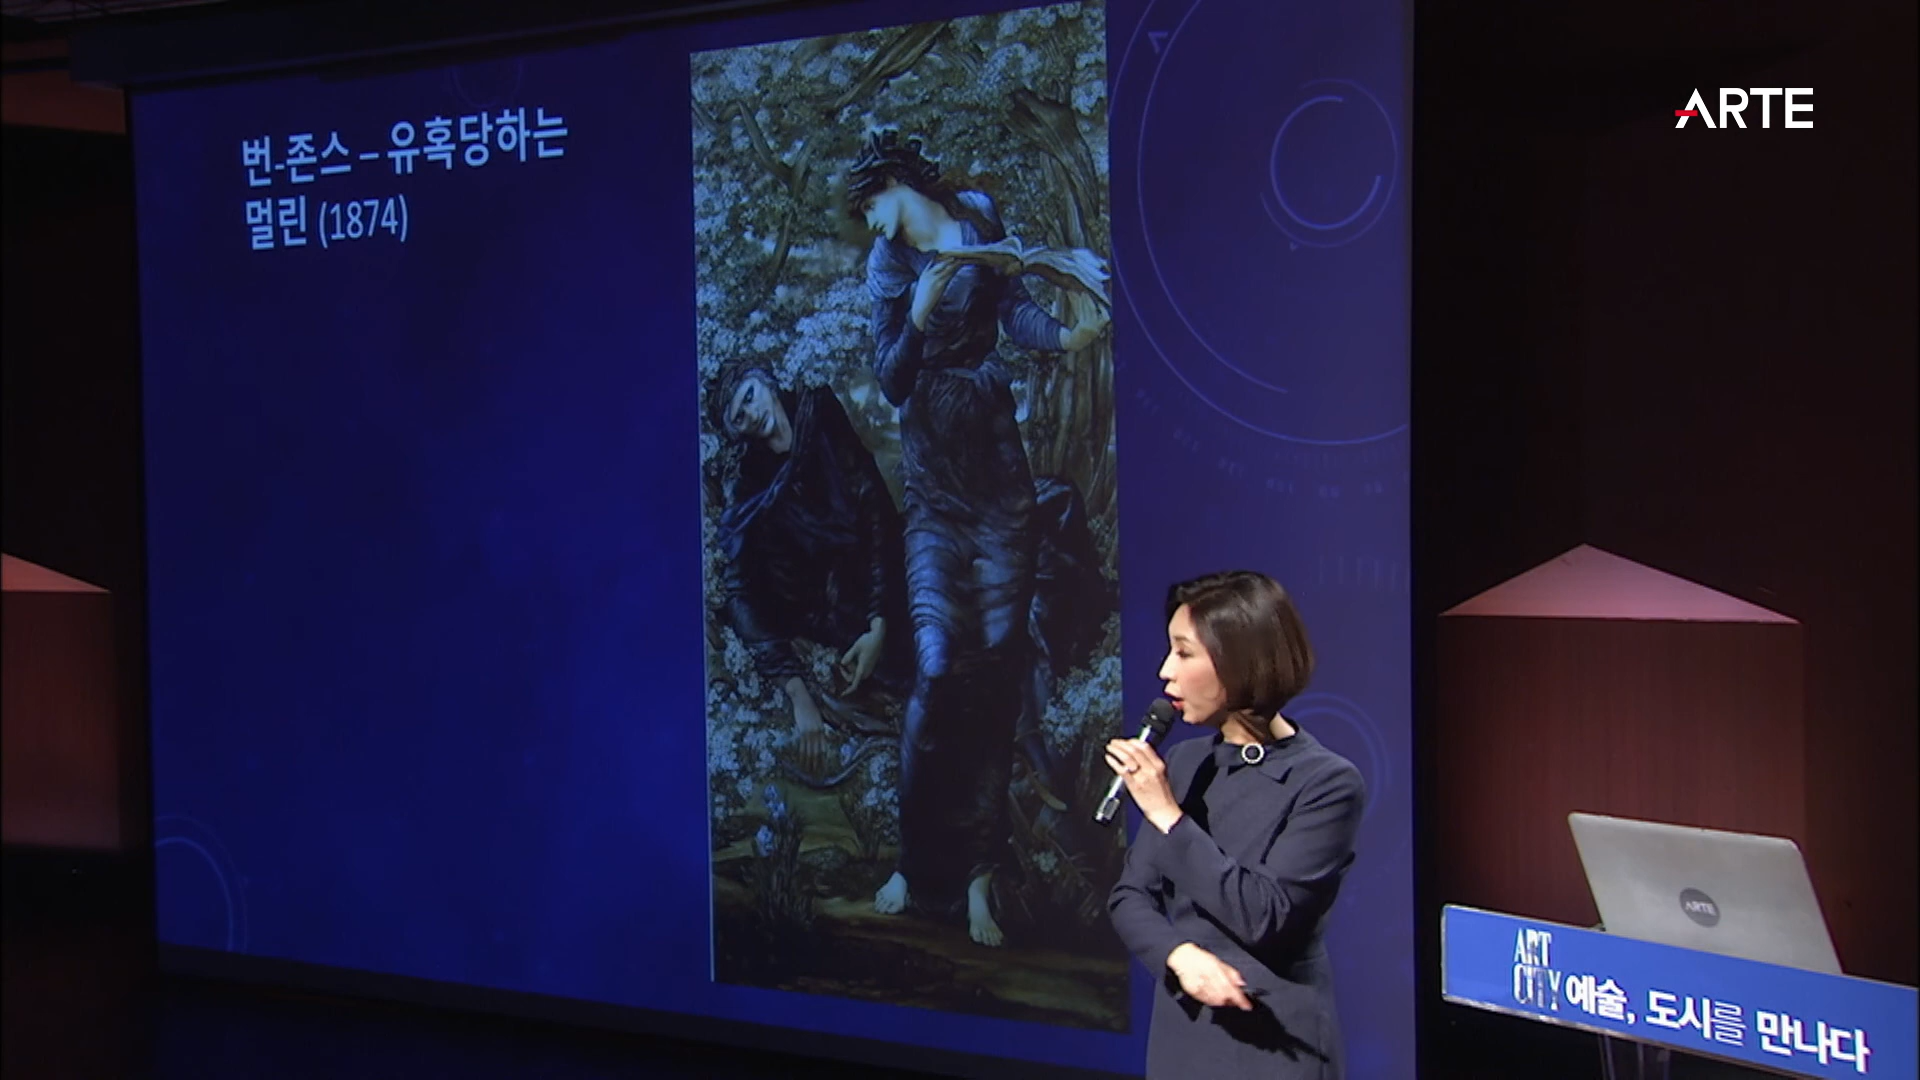 번-존스 – 유혹당하는
멀린 (1874)
ARTE
ARTE
ART
CITY
예술, 도시를 만나다